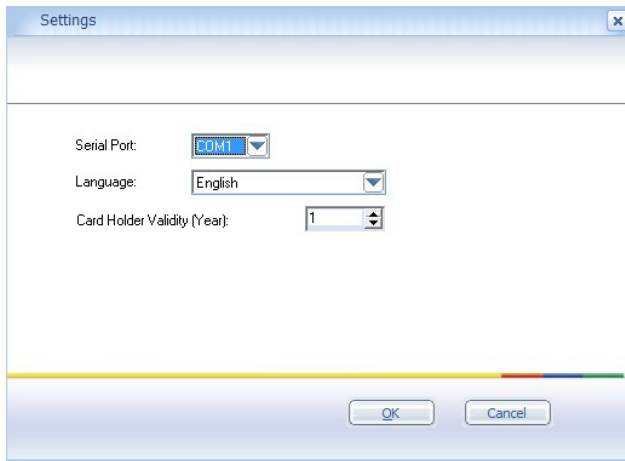 Settings
Serial Port: COM1
Language: English
Card Holder Validity (Year): 1
OK Cancel